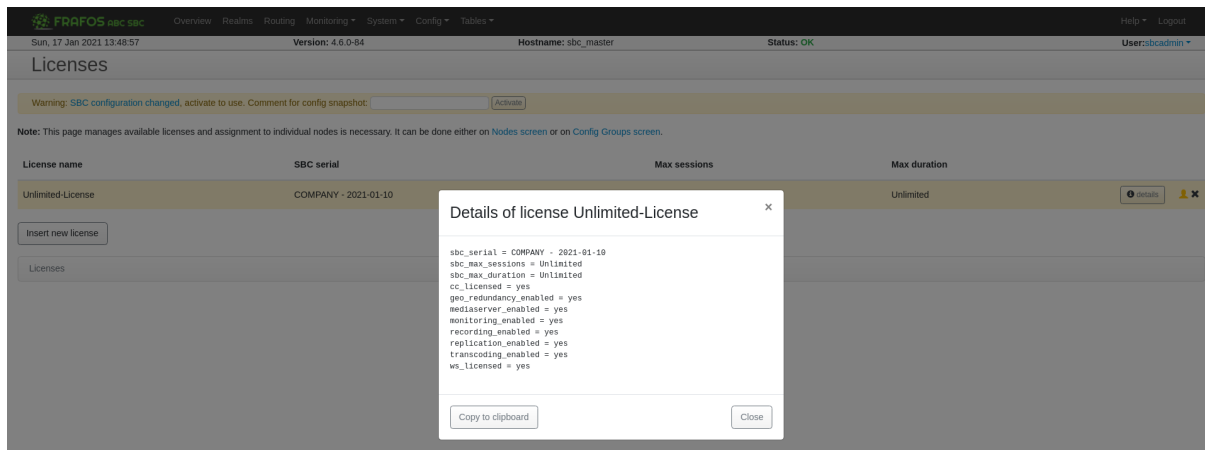 FRAFOS ABC SBC Overview Realms Routing Monitoring System Config Tables Help Logout
Sun, 17 Jan 2021 13:48:57 Version: 4.6.0-84 Hostname: sbc_master Status: OK User:sbcadmin
Licenses
Warning: SBC configuration changed, activate to use. Comment for config snapshot: Activate
Note: This page manages available licenses and assignment to individual nodes is necessary. It can be done either on Nodes screen or on Config Groups screen.
License name SBC serial Max sessions Max duration
Unlimited-License COMPANY - 2021-01-10 Unlimited details
Insert new license
Licenses
Details of license Unlimited-License ×
sbc_serial = COMPANY - 2021-01-10
sbc_max_sessions = Unlimited
sbc_max_duration = Unlimited
cc_licensed = yes
geo_redundancy_enabled = yes
mediaserver_enabled = yes
monitoring_enabled = yes
recording_enabled = yes
replication_enabled = yes
transcoding_enabled = yes
ws_licensed = yes
Copy to clipboard Close